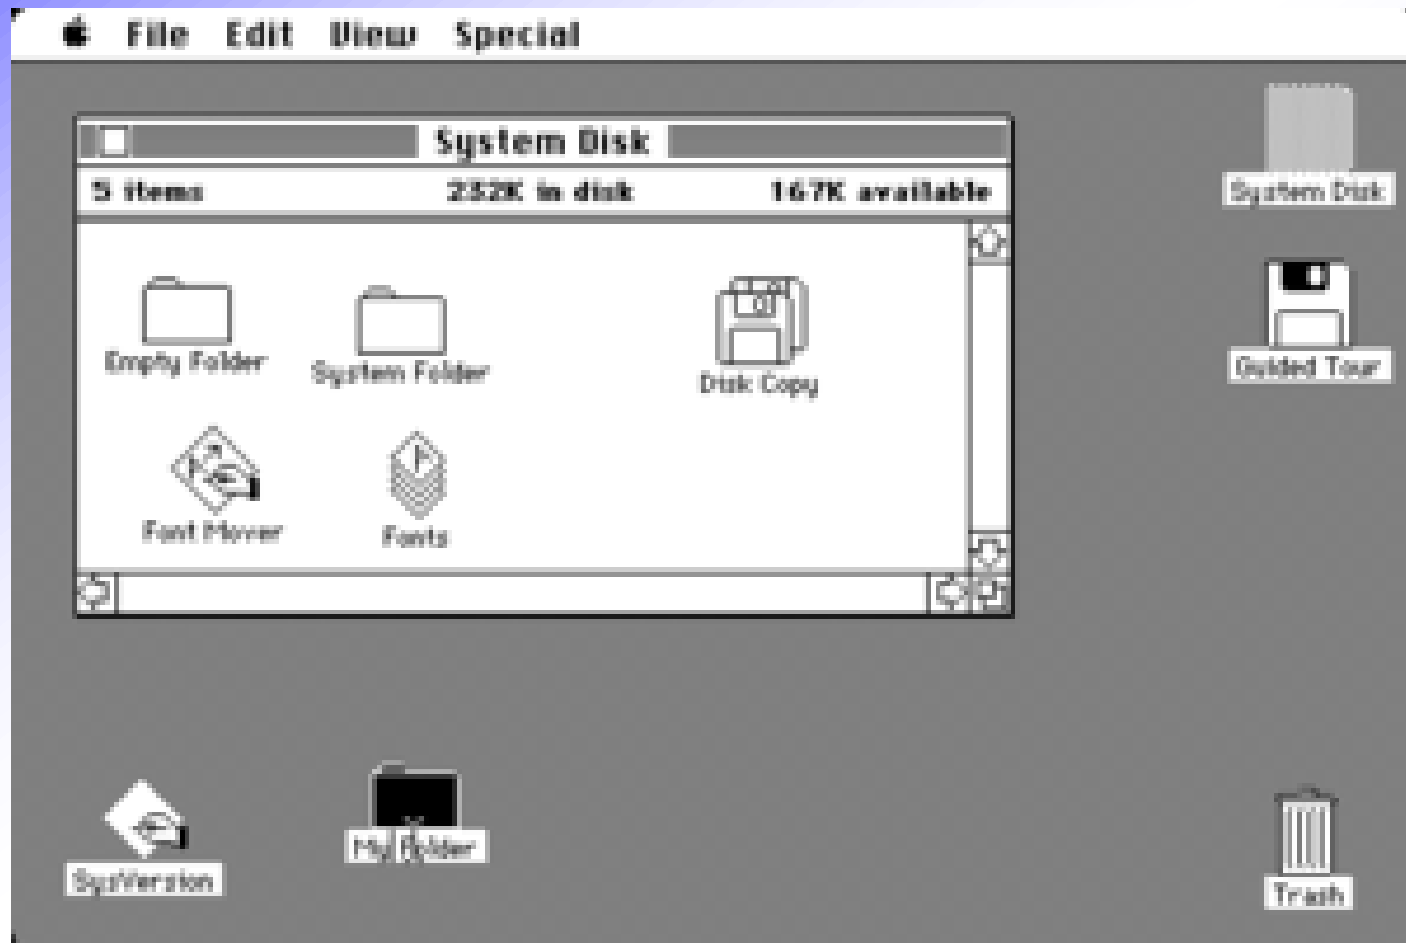 File Edit View Special
System Disk
5 items 232K in disk 167K available
Empty Folder
System Folder
Disk Copy
Font Mover
Fonts
System Disk
Guided Tour
SysVersion
My Folder
Trash